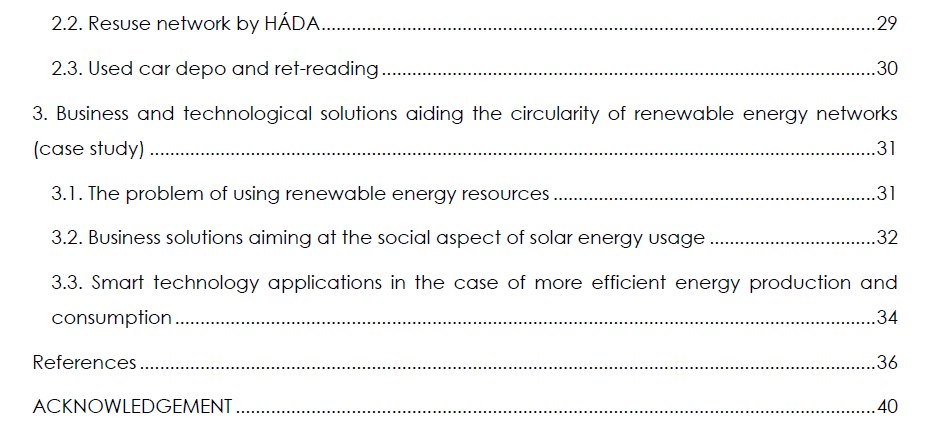 2.2. Resuse network by HÁDA.......................................................................................................29
2.3. Used car depo and ret-reading............................................................................................30
3. Business and technological solutions aiding the circularity of renewable energy networks
(case study) .......................................................................................................................................31
3.1. The problem of using renewable energy resources ............................................................31
3.2. Business solutions aiming at the social aspect of solar energy usage ...............................32
3.3. Smart technology applications in the case of more efficient energy production and
consumption ..................................................................................................................................34
References .........................................................................................................................................36
ACKNOWLEDGEMENT .......................................................................................................................40